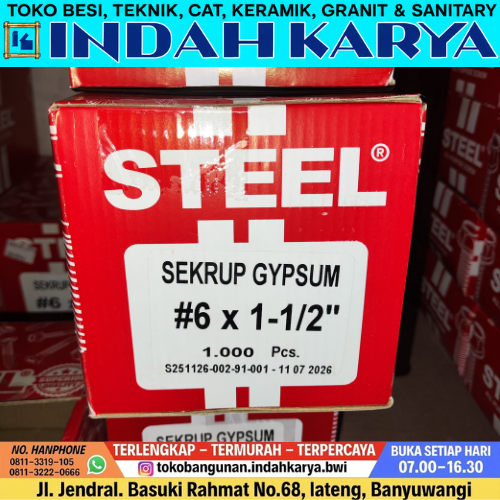 TOKO BESI, TEKNIK, CAT, KERAMIK, GRANIT & SANITARY
INDAH KARYA
STEEL®
SEKRUP GYPSUM
#6 x 1-1/2"
1.000 Pcs.
S251126-002-91-001 - 11 07 2026
#6 x
SEKRUP GYPSUM
NO. HANPHONE
0811-3319-105
0811-3222-0666
TERLENGKAP - TERMURAH - TERPERCAYA
tokobangunan.indahkarya.bwi
BUKA SETIAP HARI
07.00-16.30
Jl. Jendral. Basuki Rahmat No.68, lateng, Banyuwangi